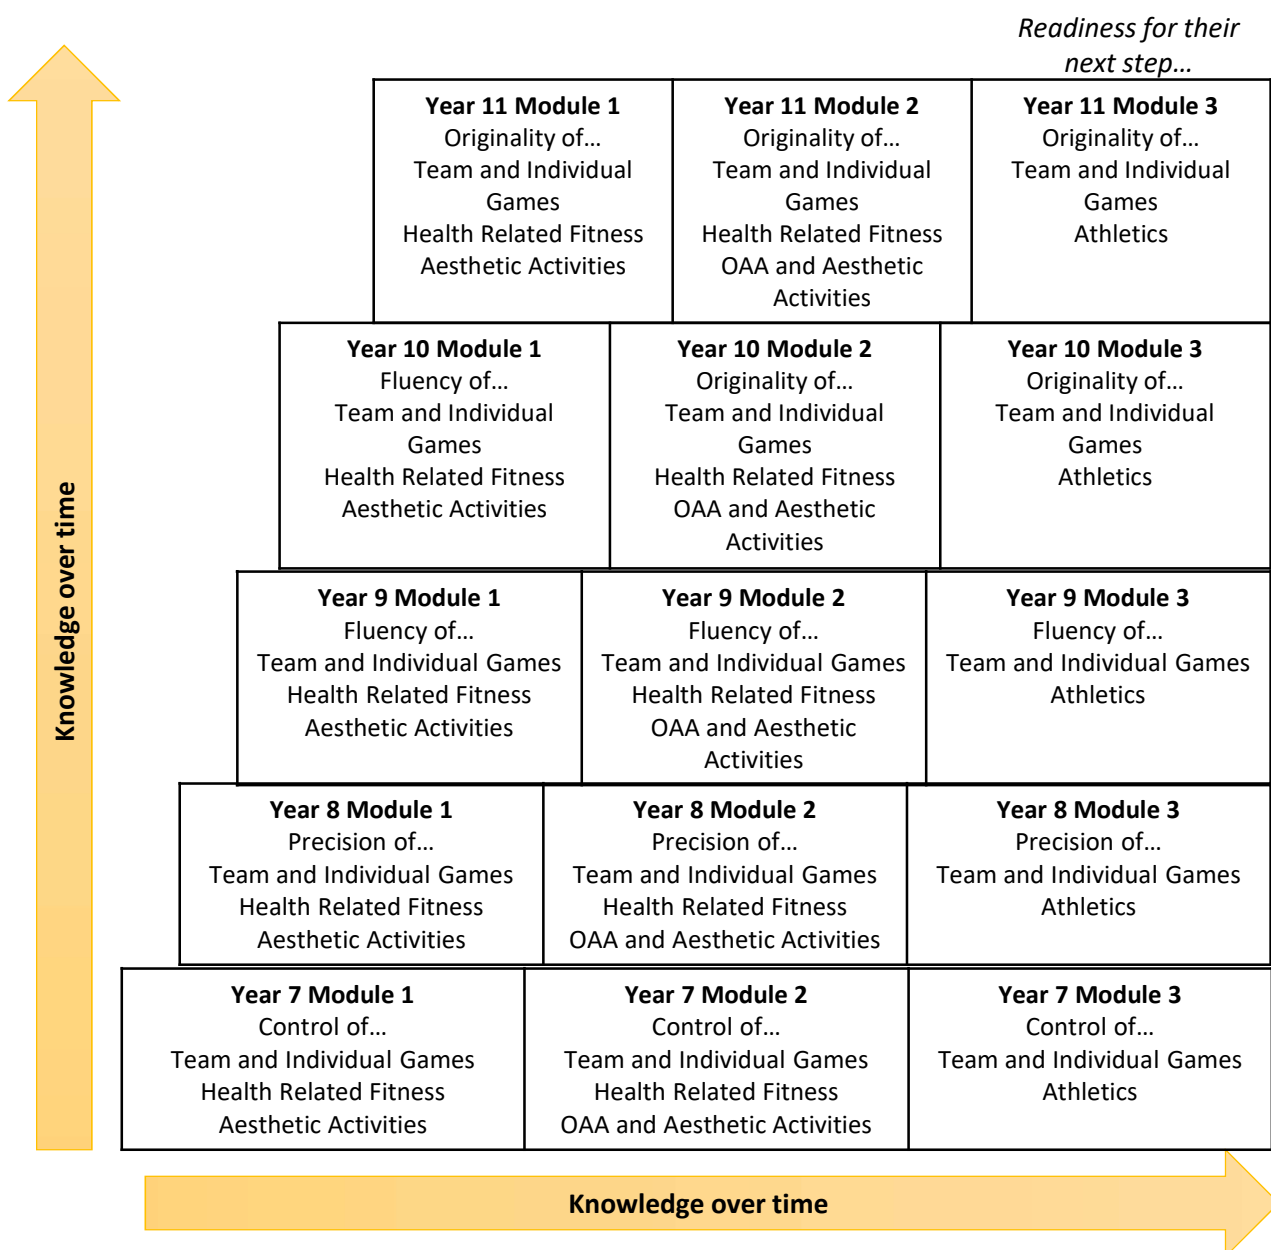 Readiness for their
next step…
Year 11 Module 1
Originality of…
Team and Individual
Games
Health Related Fitness
Aesthetic Activities
Year 11 Module 2
Originality of…
Team and Individual
Games
Health Related Fitness
OAA and Aesthetic
Activities
Year 11 Module 3
Originality of…
Team and Individual
Games
Athletics
Year 10 Module 1
Fluency of…
Team and Individual
Games
Health Related Fitness
Aesthetic Activities
Year 10 Module 2
Originality of…
Team and Individual
Games
Health Related Fitness
OAA and Aesthetic
Activities
Year 10 Module 3
Originality of…
Team and Individual
Games
Athletics
Year 9 Module 1
Fluency of…
Team and Individual Games
Health Related Fitness
Aesthetic Activities
Year 9 Module 2
Fluency of…
Team and Individual Games
Health Related Fitness
OAA and Aesthetic
Activities
Year 9 Module 3
Fluency of…
Team and Individual Games
Athletics
Year 8 Module 1
Precision of…
Team and Individual Games
Health Related Fitness
Aesthetic Activities
Year 8 Module 2
Precision of…
Team and Individual Games
Health Related Fitness
OAA and Aesthetic Activities
Year 8 Module 3
Precision of…
Team and Individual Games
Athletics
Year 7 Module 1
Control of…
Team and Individual Games
Health Related Fitness
Aesthetic Activities
Year 7 Module 2
Control of…
Team and Individual Games
Health Related Fitness
OAA and Aesthetic Activities
Year 7 Module 3
Control of…
Team and Individual Games
Athletics
Knowledge over time
Knowledge over time